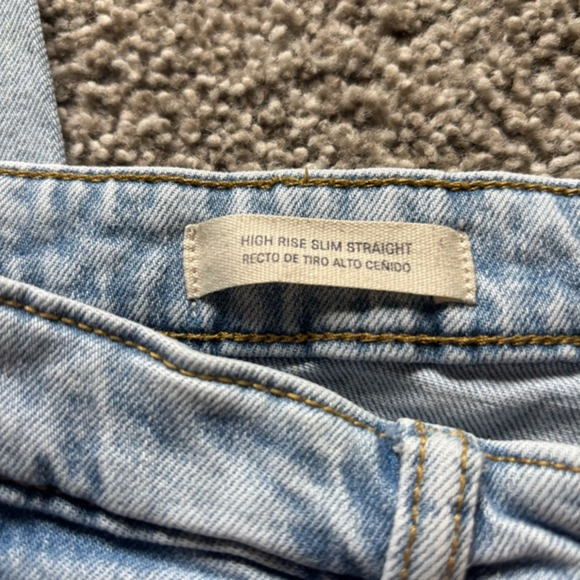 HIGH RISE SLIM STRAIGHT
RECTO DE TIRO ALTO CEÑIDO